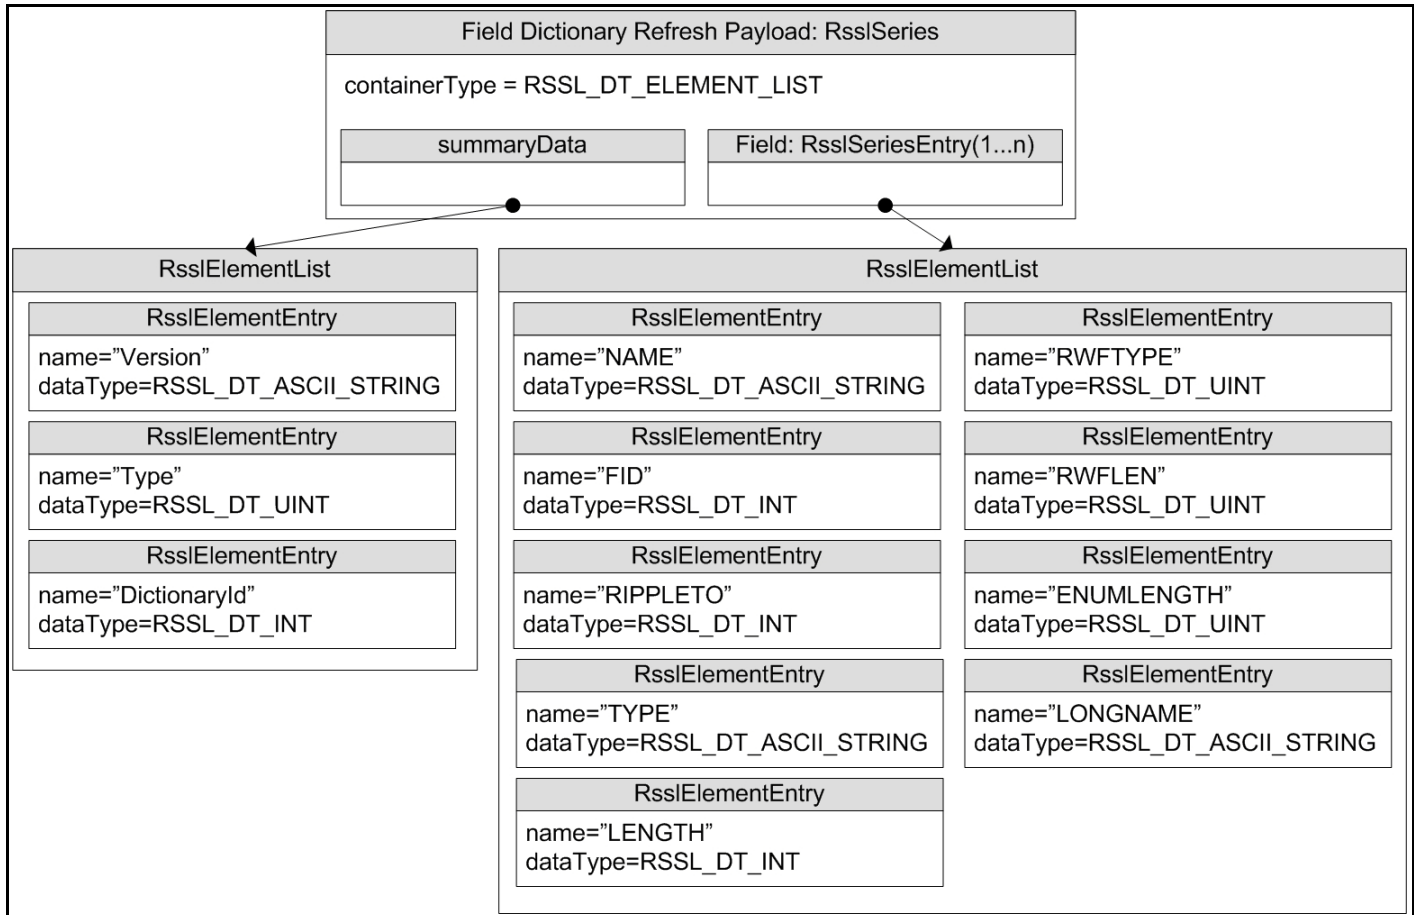 Field Dictionary Refresh Payload: RsslSeries
containerType = RSSL_DT_ELEMENT_LIST
summaryData
Field: RsslSeriesEntry(1...n)
RsslElementList
RsslElementEntry
name=”Version”
dataType=RSSL_DT_ASCII_STRING
RsslElementEntry
name=”Type”
dataType=RSSL_DT_UINT
RsslElementEntry
name=”DictionaryId”
dataType=RSSL_DT_INT
RsslElementList
RsslElementEntry
name=”NAME”
dataType=RSSL_DT_ASCII_STRING
RsslElementEntry
name=”FID”
dataType=RSSL_DT_INT
RsslElementEntry
name=”RIPPLETO”
dataType=RSSL_DT_INT
RsslElementEntry
name=”TYPE”
dataType=RSSL_DT_ASCII_STRING
RsslElementEntry
name=”LENGTH”
dataType=RSSL_DT_INT
RsslElementEntry
name=”RWFTYPE”
dataType=RSSL_DT_UINT
RsslElementEntry
name=”RWFLEN”
dataType=RSSL_DT_UINT
RsslElementEntry
name=”ENUMLENGTH”
dataType=RSSL_DT_UINT
RsslElementEntry
name=”LONGNAME”
dataType=RSSL_DT_ASCII_STRING